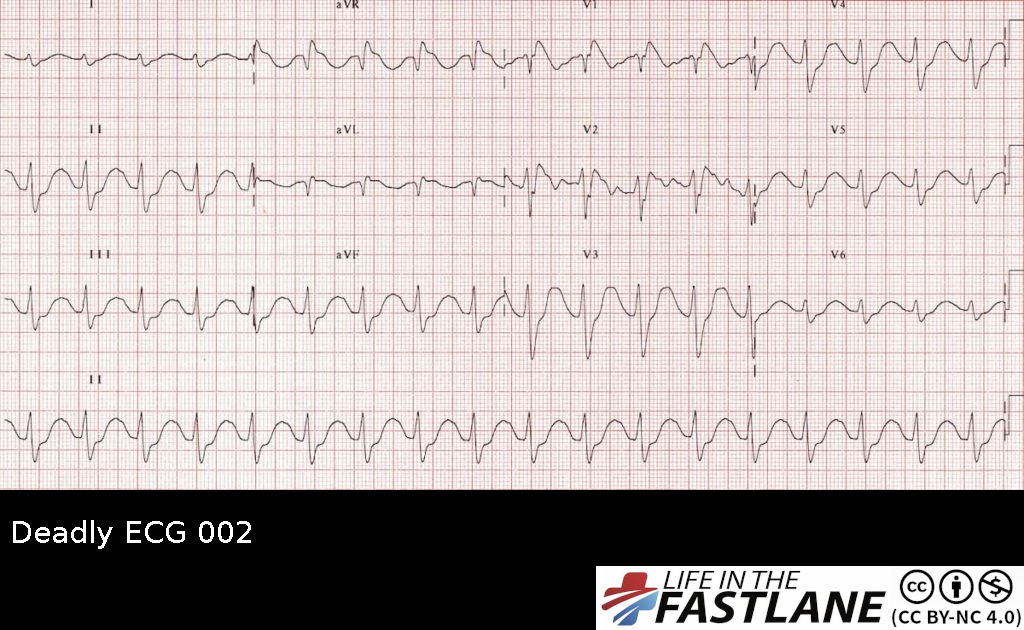 I aVR V1 V4
II aVL V2 V5
III aVF V3 V6
II
Deadly ECG 002
LIFE IN THE
FASTLANE
cc
(CC BY-NC 4.0)